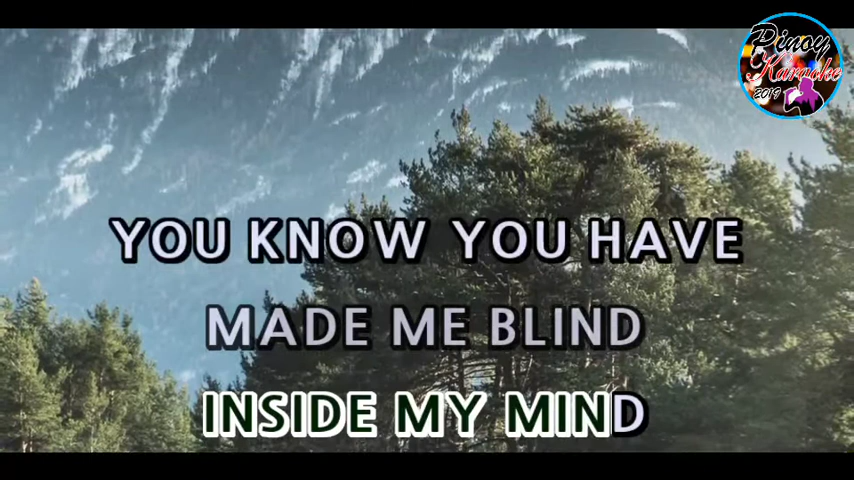 Pinoy
Karaoke
2019
YOU KNOW YOU HAVE
MADE ME BLIND
INSIDE MY MIND